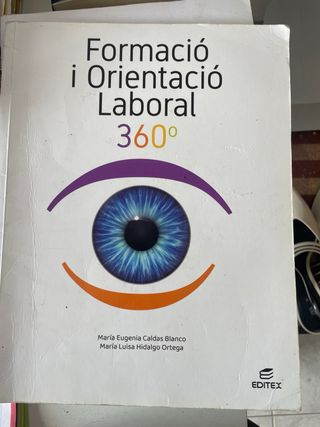 Formació
i Orientació
Laboral
360º
María Eugenia Caldas Blanco
María Luisa Hidalgo Ortega
EDITEX